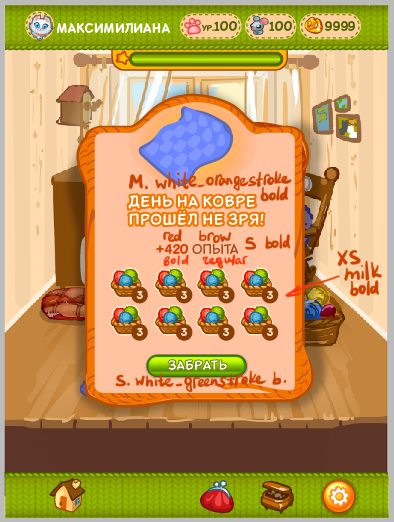 МАКСИМИЛИАНА УР.100 100 9999
M. white_orangestroke
bold
ДЕНЬ НА КОВРЕ
ПРОШЁЛ НЕ ЗРЯ!
red brow
+420 ОПЫТА S bold
bold regular
XS
milk
bold
3 3 3 3
3 3 3 3
ЗАБРАТЬ
S. white_greenstroke b.